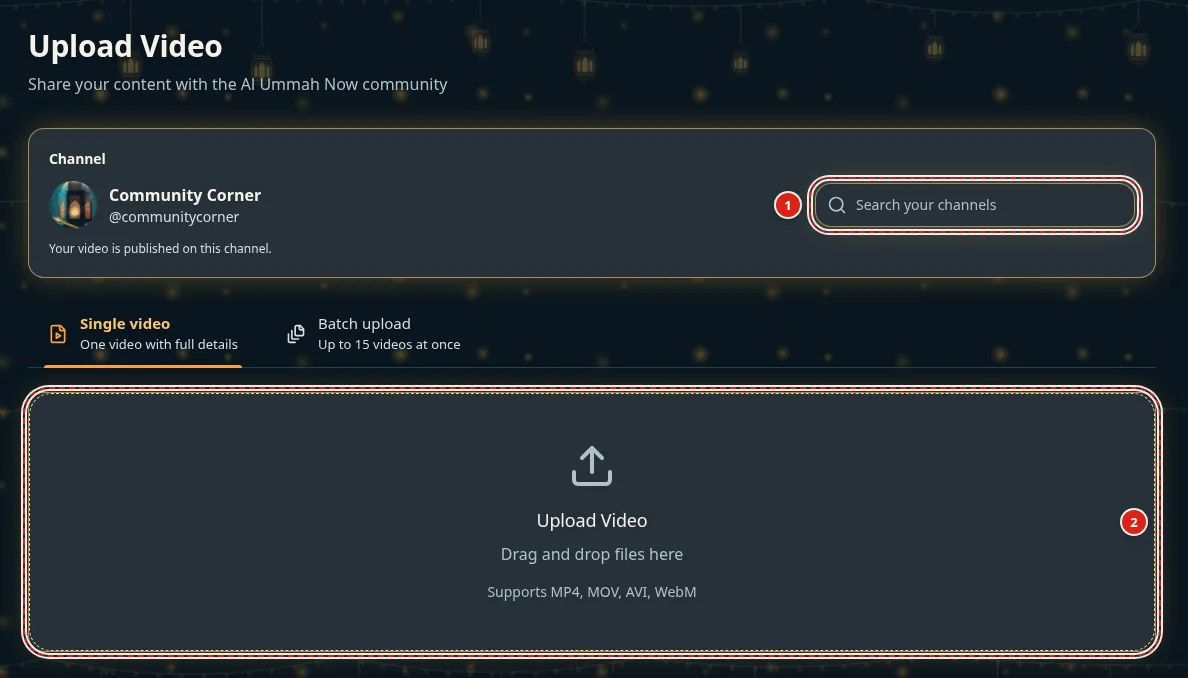 Upload Video
Share your content with the Al Ummah Now community
Channel
Community Corner
@communitycorner
Your video is published on this channel.
1
Search your channels
Single video
One video with full details
Batch upload
Up to 15 videos at once
Upload Video
Drag and drop files here
Supports MP4, MOV, AVI, WebM
2